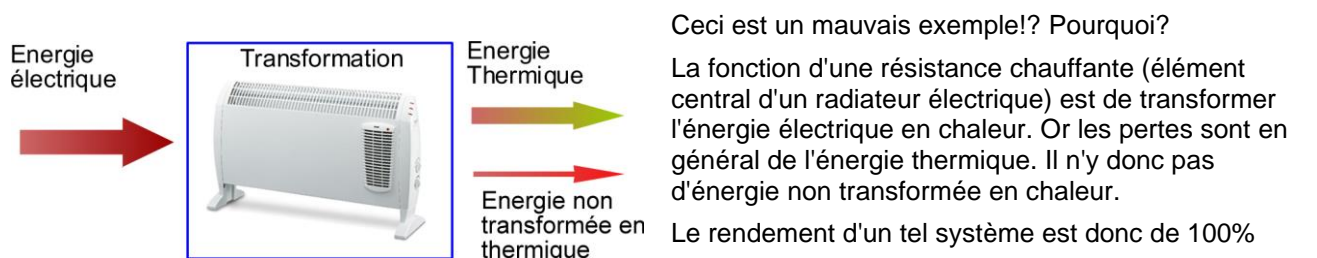 Energie
électrique
Transformation
Energie
Thermique
Energie non
transformée en
thermique
Ceci est un mauvais exemple!? Pourquoi?
La fonction d'une résistance chauffante (élément
central d'un radiateur électrique) est de transformer
l'énergie électrique en chaleur. Or les pertes sont en
général de l'énergie thermique. Il n'y donc pas
d'énergie non transformée en chaleur.
Le rendement d'un tel système est donc de 100%